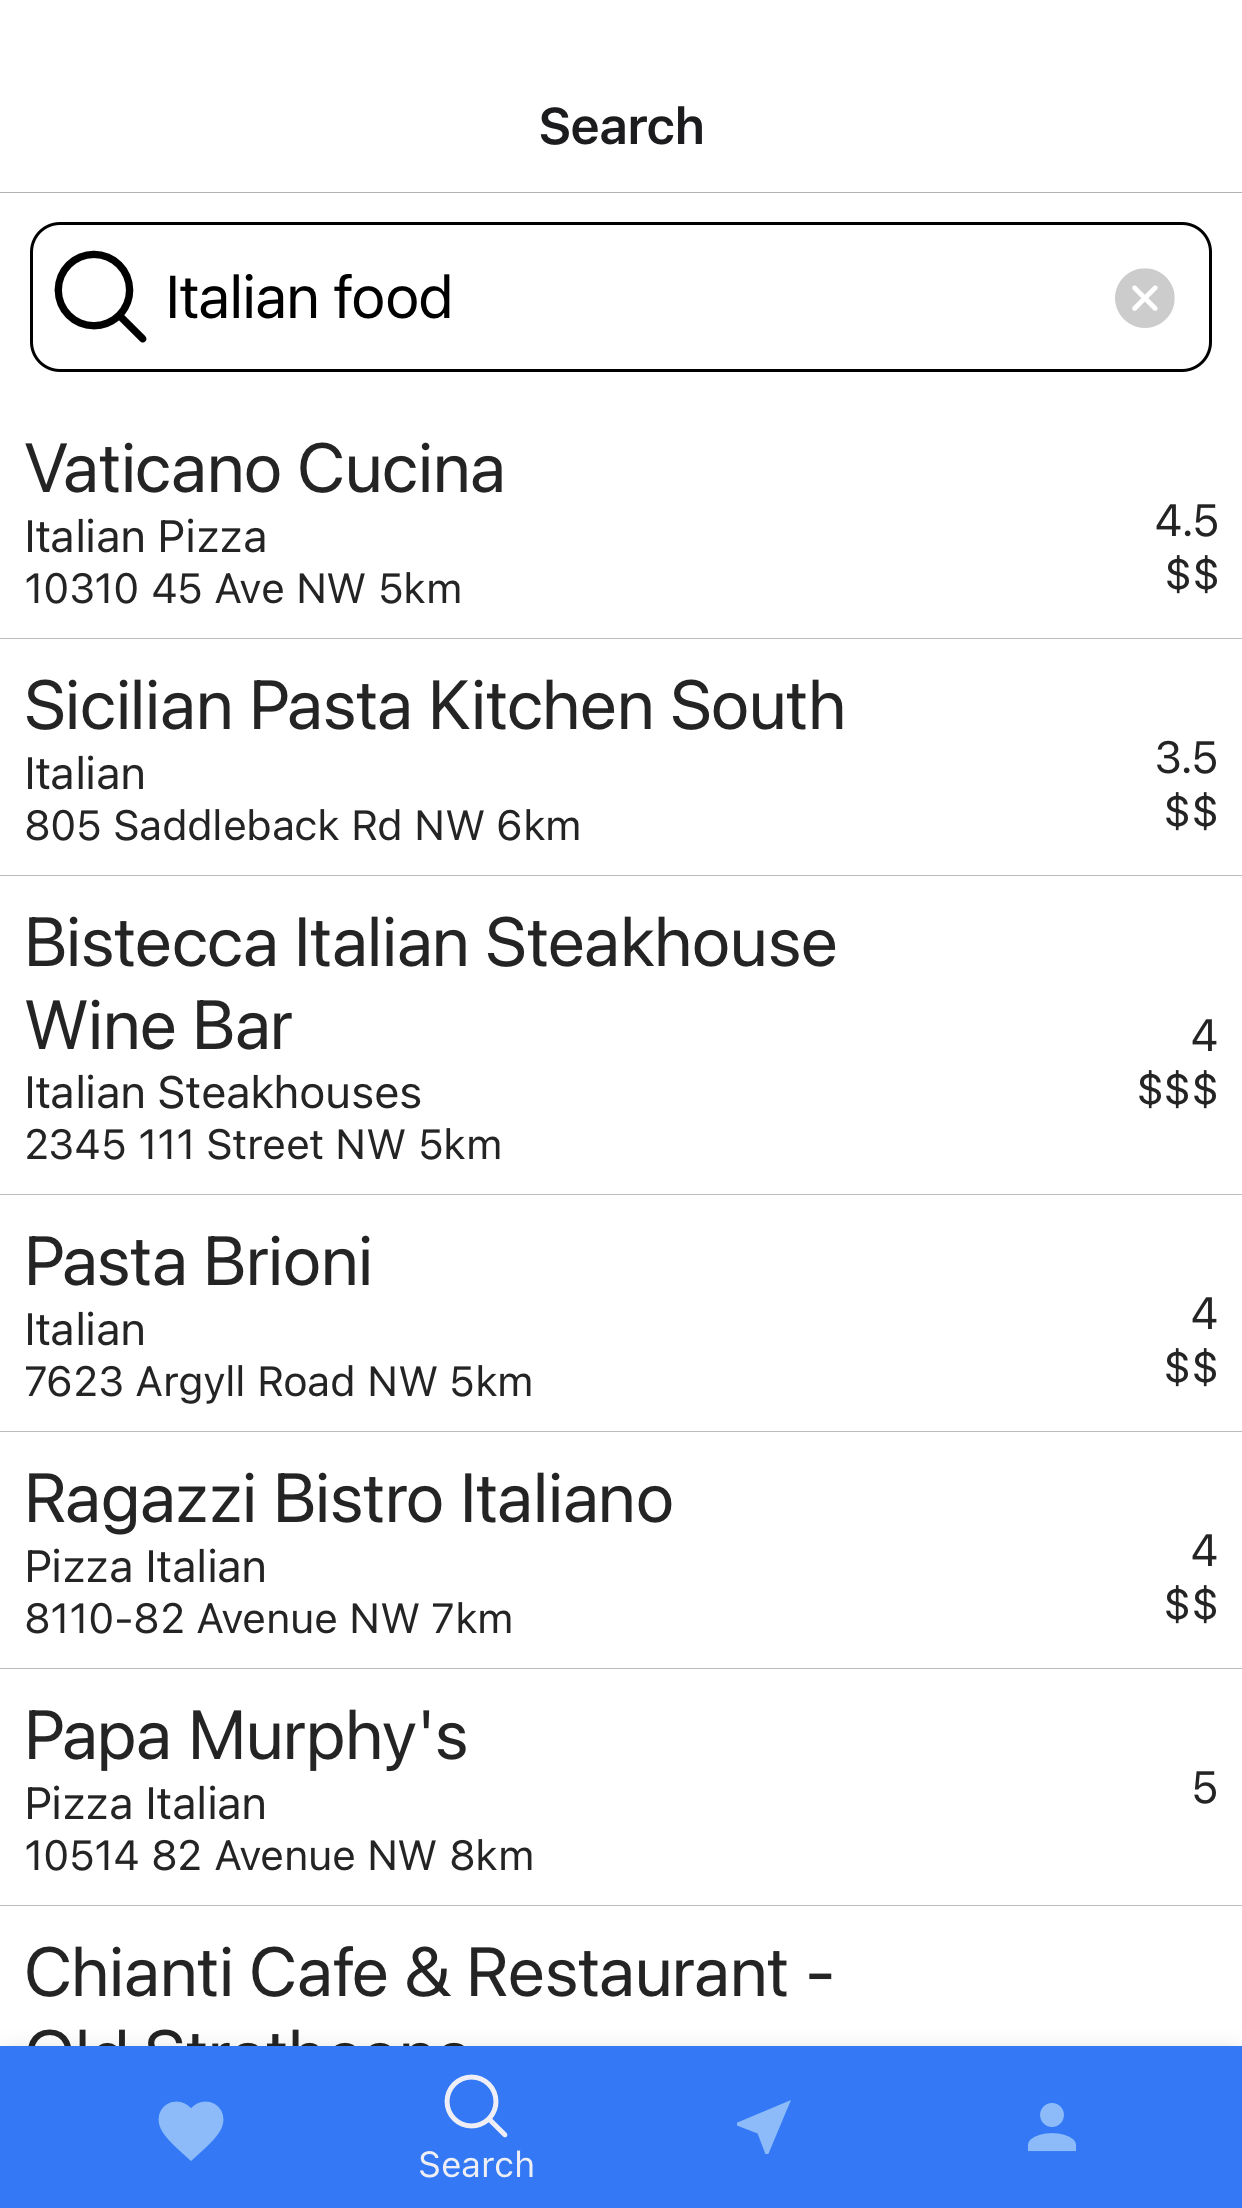 Search
Italian food
Vaticano Cucina
Italian Pizza
10310 45 Ave NW 5km
4.5
$$
Sicilian Pasta Kitchen South
Italian
805 Saddleback Rd NW 6km
3.5
$$
Bistecca Italian Steakhouse
Wine Bar
Italian Steakhouses
2345 111 Street NW 5km
4
$$$
Pasta Brioni
Italian
7623 Argyll Road NW 5km
4
$$
Ragazzi Bistro Italiano
Pizza Italian
8110-82 Avenue NW 7km
4
$$
Papa Murphy's
Pizza Italian
10514 82 Avenue NW 8km
5
Chianti Cafe & Restaurant -
Old Strathcona
Search